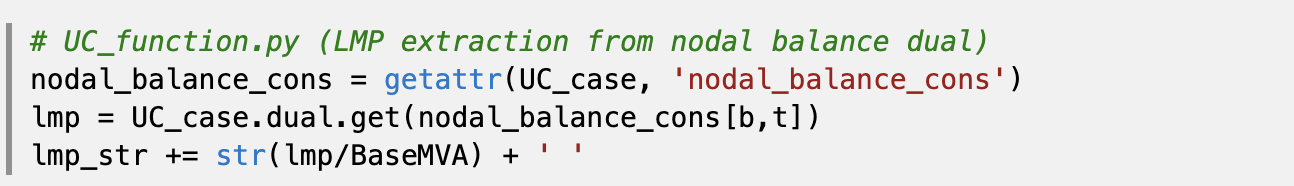 # UC_function.py (LMP extraction from nodal balance dual)
nodal_balance_cons = getattr(UC_case, 'nodal_balance_cons')
lmp = UC_case.dual.get(nodal_balance_cons[b,t])
lmp_str += str(lmp/BaseMVA) + ' '